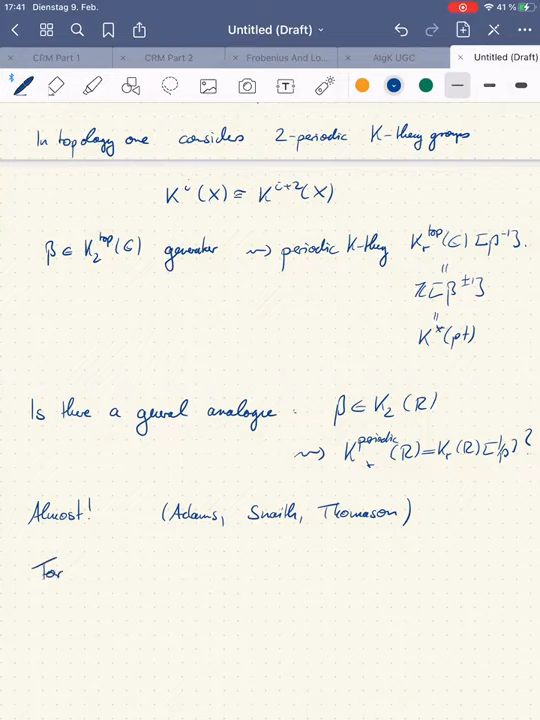 17:41 Dienstag 9. Feb.
41 %
Untitled (Draft)
CRM Part 1
CRM Part 2
Frobenius And Lo...
AlgK UGC
Untitled (Draft)
In topology one considers 2-periodic K-theory groups
K^i(X) ≅ K^{i+2}(X)
β ∈ K_2^{top}(ℂ) generator ⇝ periodic K-thy K_*^{top}(ℂ)[β^{-1}].
=
ℤ[β^{±1}]
=
K^*(pt)
Is there a general analogue : β ∈ K_2(R)
⇝ K_*^{periodic}(R) = K_*(R)[1/β] ?
Almost! (Adams, Snaith, Thomason)
For